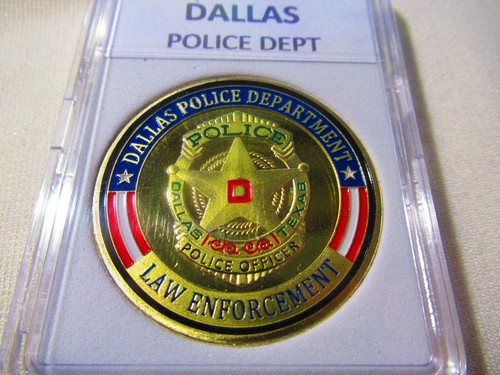 DALLAS
POLICE DEPT
DALLAS POLICE DEPARTMENT
POLICE
DALLAS
D
TEXAS
POLICE OFFICER
LAW ENFORCEMENT